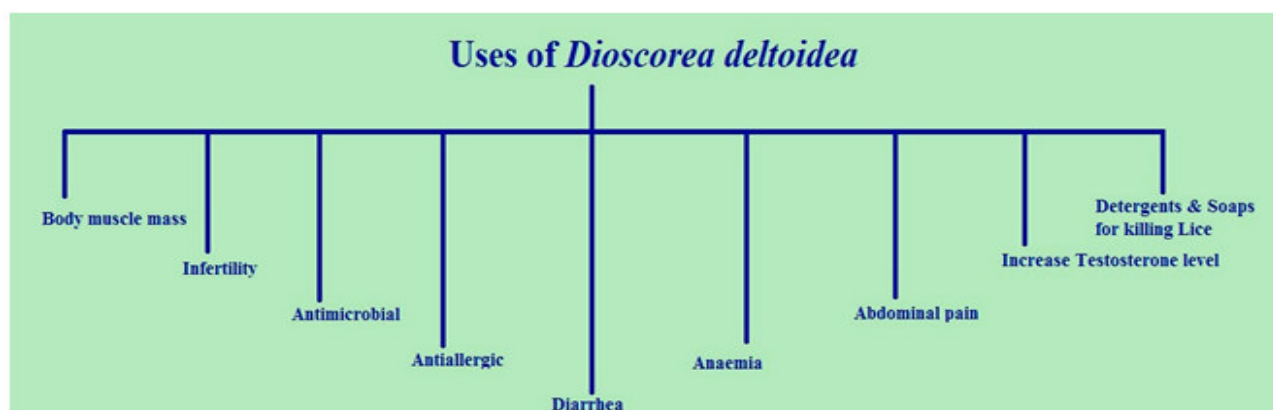 Uses of Dioscorea deltoidea
Body muscle mass
Infertility
Antimicrobial
Antiallergic
Diarrhea
Anaemia
Abdominal pain
Increase Testosterone level
Detergents & Soaps
for killing Lice